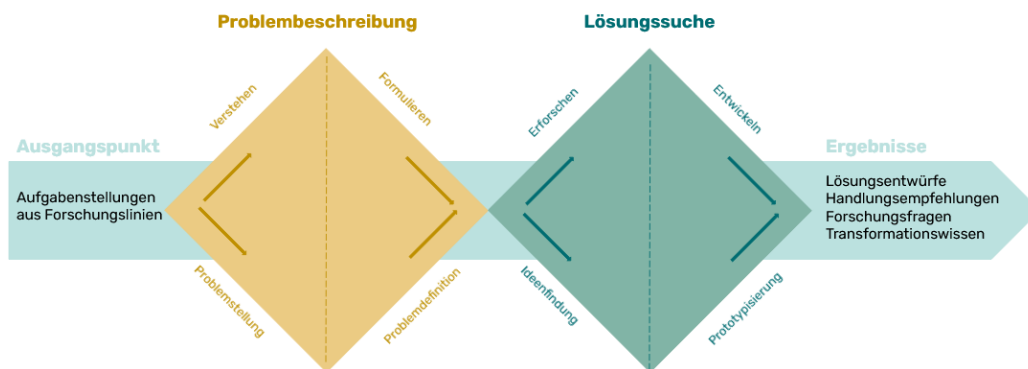 Problembeschreibung
Lösungssuche
Verstehen
Formulieren
Erforschen
Entwickeln
Ausgangspunkt
Aufgabenstellungen
aus Forschungslinien
Ergebnisse
Lösungsentwürfe
Handlungsempfehlungen
Forschungsfragen
Transformationswissen
Problemstellung
Problemdefinition
Ideenfindung
Prototypisierung